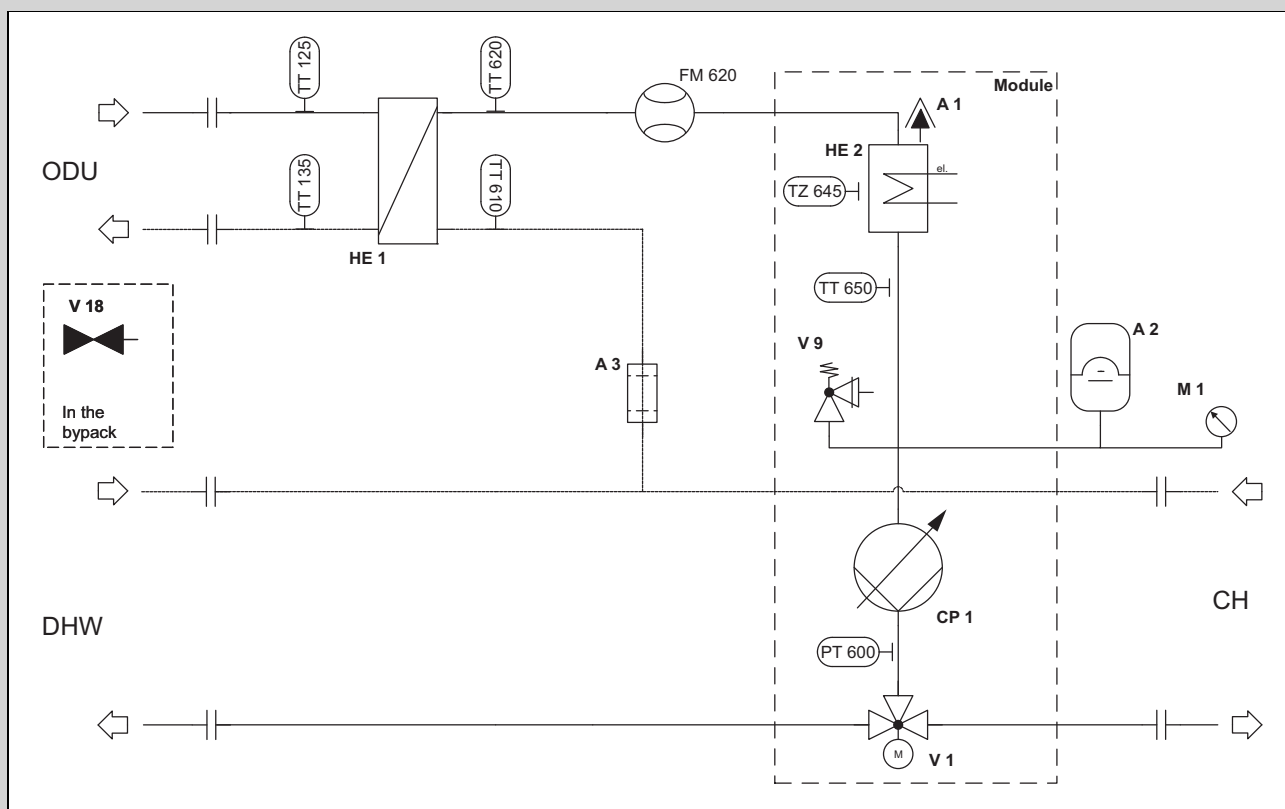 TT 125
TT 620
FM 620
Module
A 1
HE 2
el.
ODU
TT 135
TT 610
TZ 645
HE 1
TT 650
V 18
A 2
V 9
A 3
M 1
In the
bypack
CP 1
CH
DHW
PT 600
M
V 1